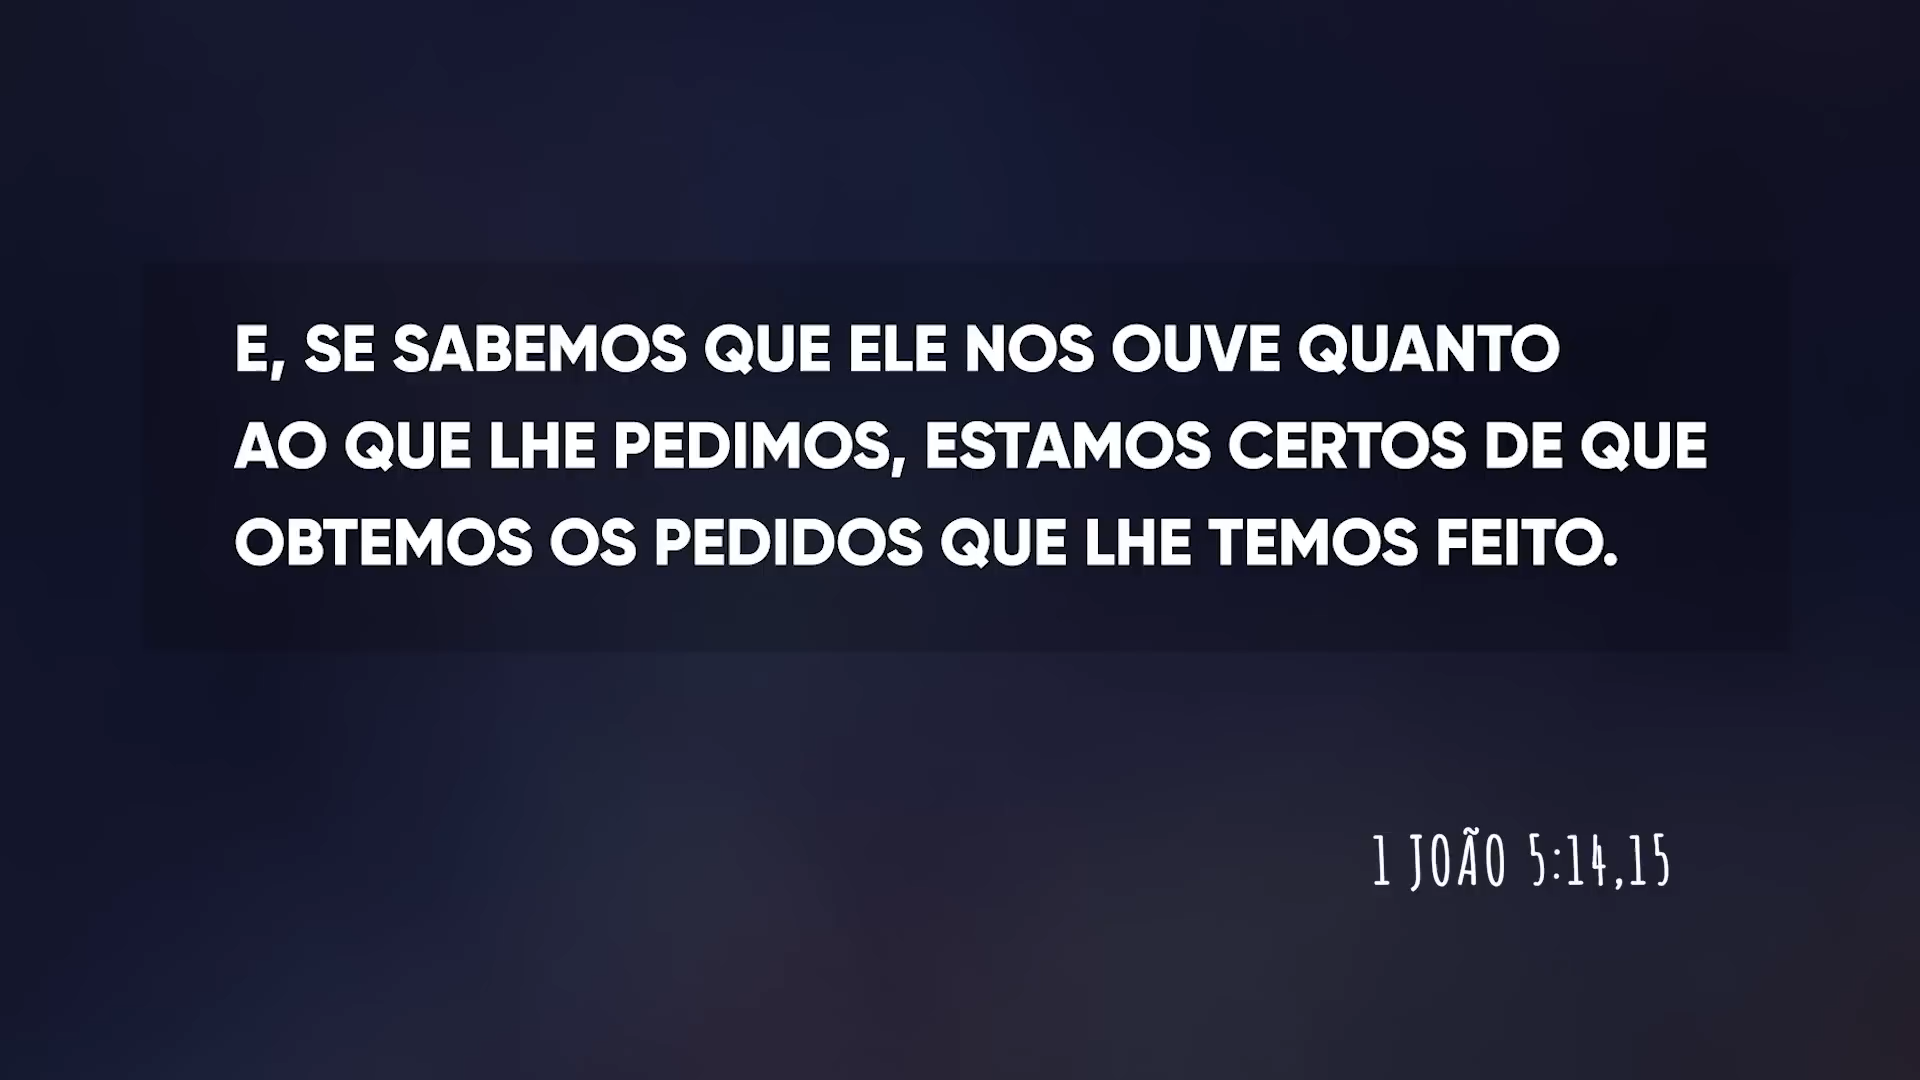 E, SE SABEMOS QUE ELE NOS OUVE QUANTO
AO QUE LHE PEDIMOS, ESTAMOS CERTOS DE QUE
OBTEMOS OS PEDIDOS QUE LHE TEMOS FEITO.
1 JOÃO 5:14,15